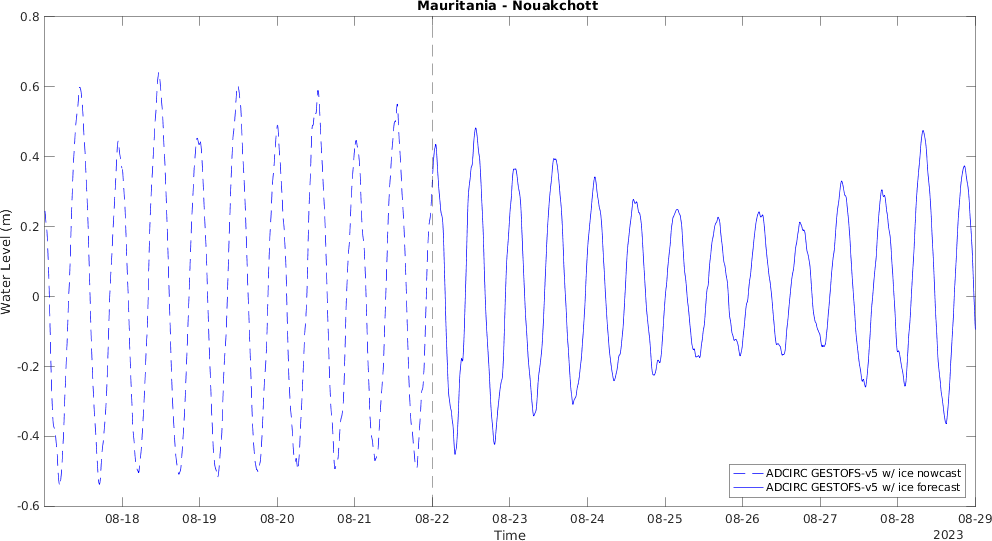 Mauritania - Nouakchott
0.8
0.6
0.4
0.2
0
-0.2
-0.4
-0.6
Water Level (m)
ADCIRC GESTOFS-v5 w/ ice nowcast
ADCIRC GESTOFS-v5 w/ ice forecast
08-18 08-19 08-20 08-21 08-22 08-23 08-24 08-25 08-26 08-27 08-28 08-29
Time
2023